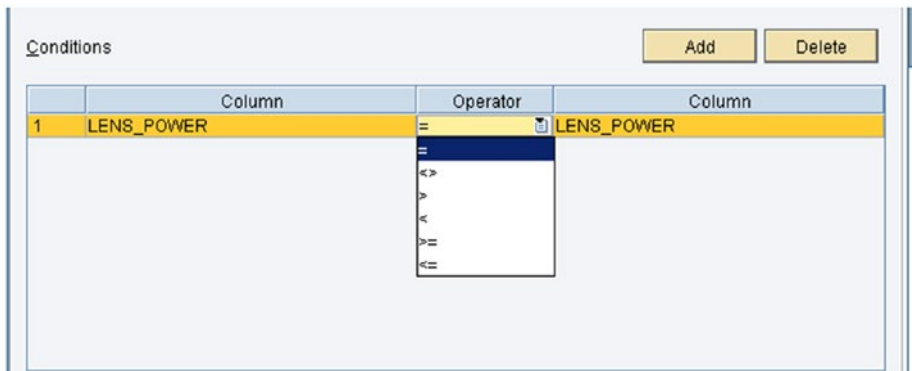 Conditions Add Delete
Column Operator Column
1 LENS_POWER = LENS_POWER
=
<>
>
<
>=
<=